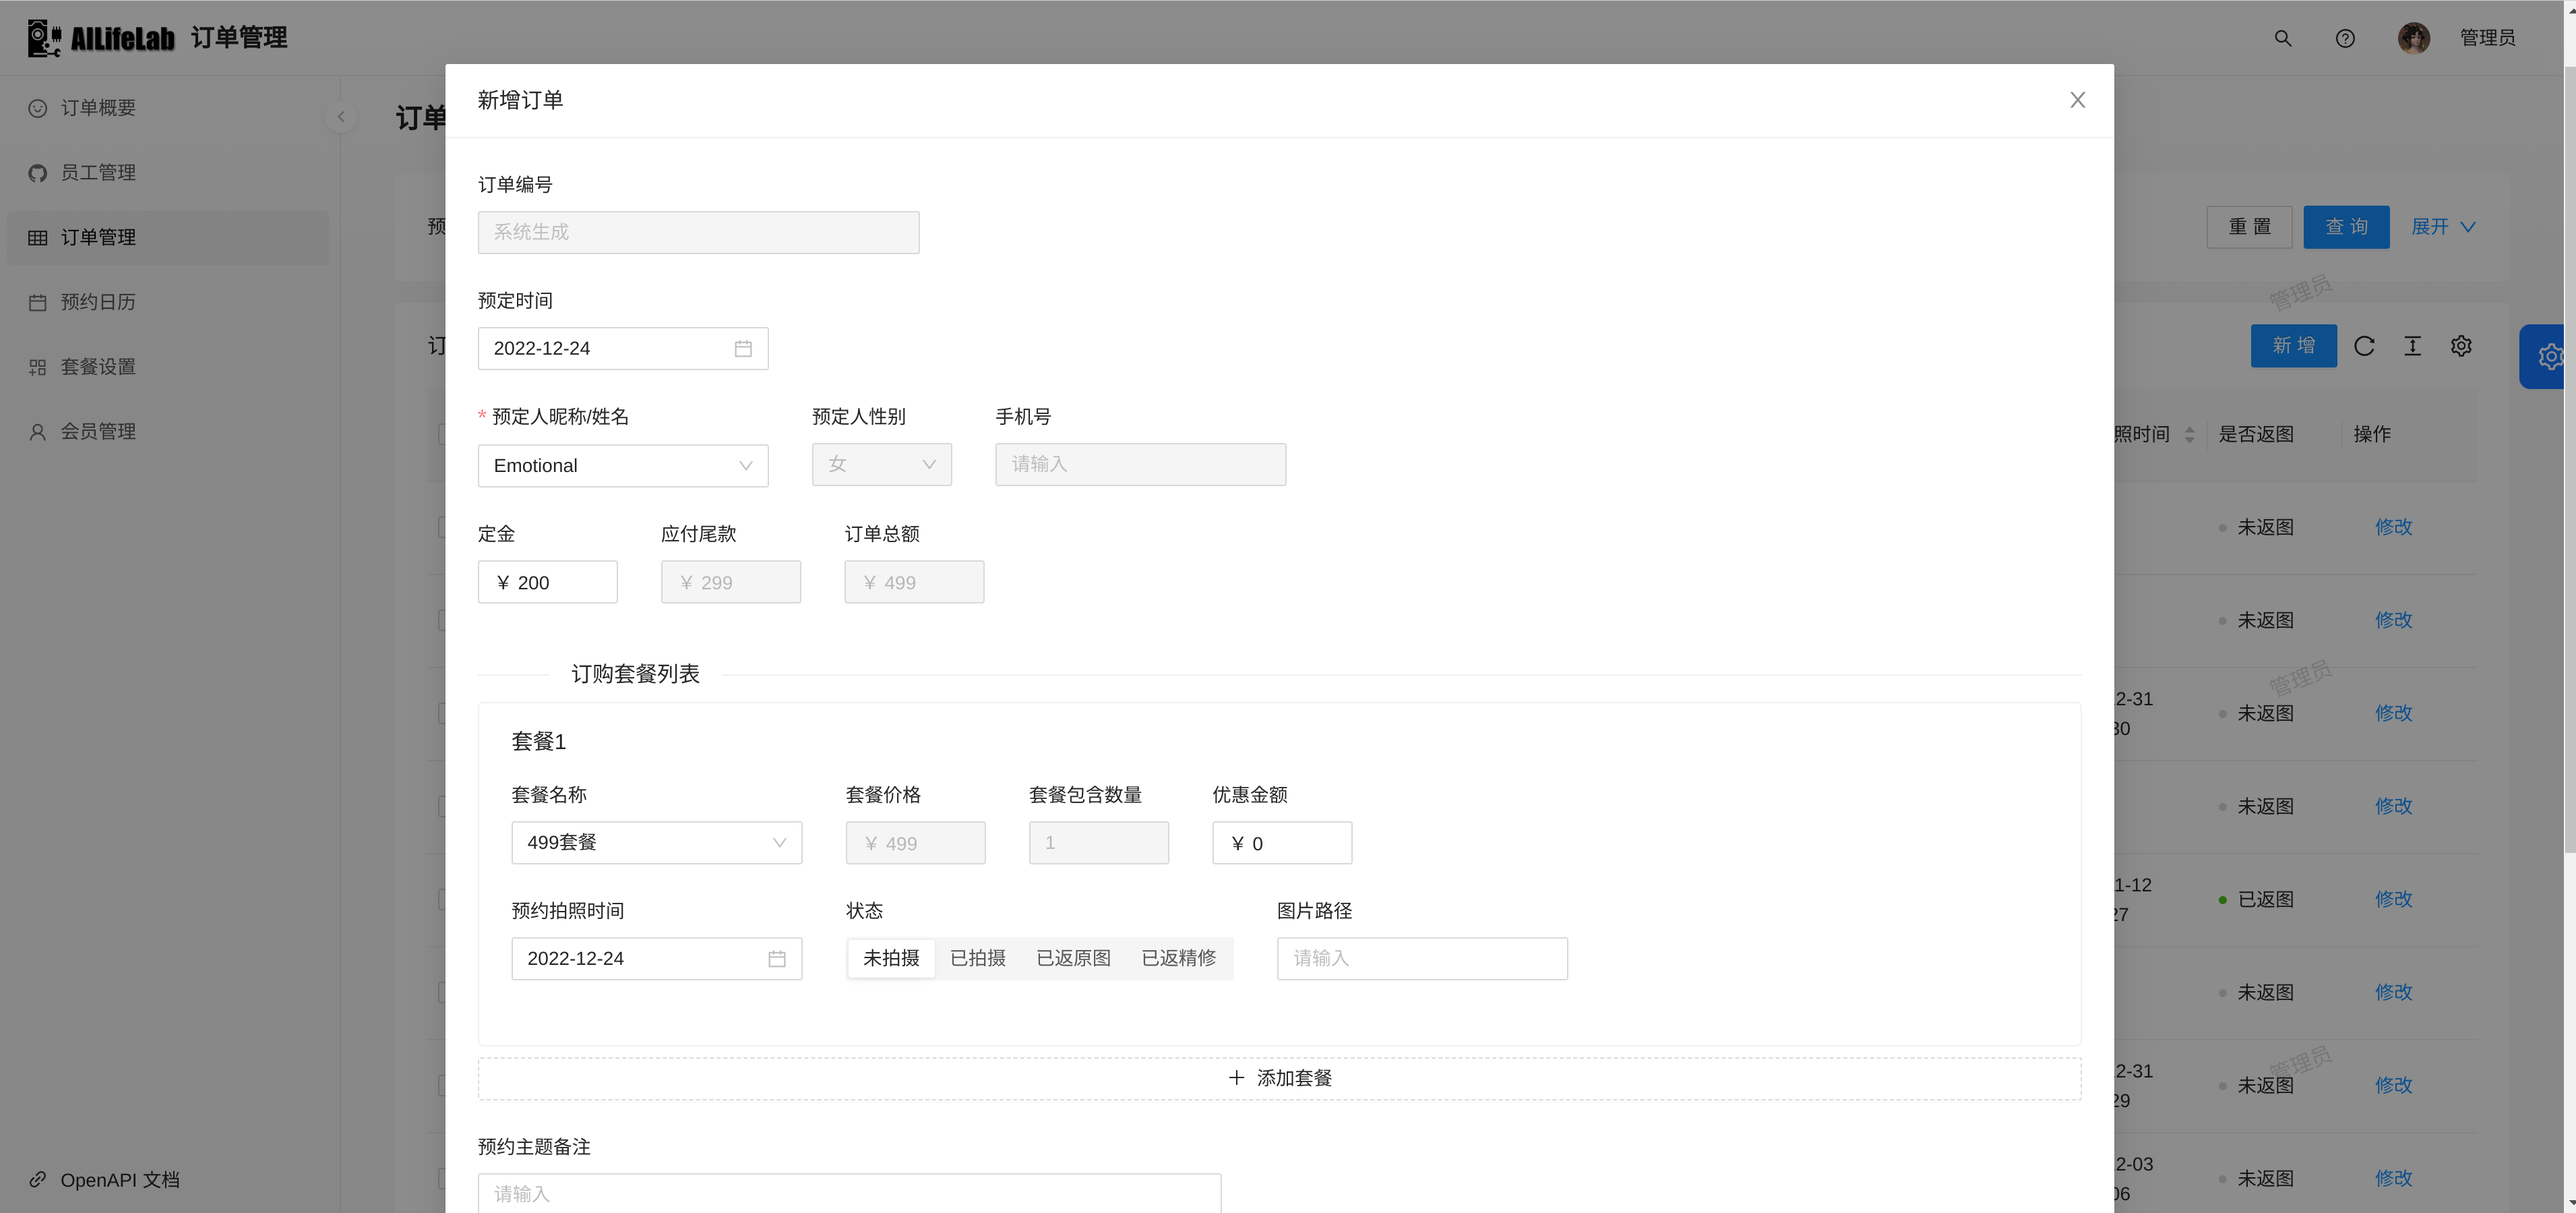 AILifeLab 订单管理
管理员
订单概要
员工管理
订单管理
预约日历
套餐设置
会员管理
OpenAPI 文档
订单
预
重 置
查 询
展开
管理员
订
新 增
照时间
是否返图
操作
未返图
修改
未返图
修改
管理员
2-31
30
未返图
修改
未返图
修改
1-12
27
已返图
修改
未返图
修改
管理员
2-31
29
未返图
修改
2-03
06
未返图
修改
新增订单
订单编号
系统生成
预定时间
2022-12-24
* 预定人昵称/姓名
预定人性别
手机号
Emotional
女
请输入
定金
应付尾款
订单总额
¥ 200
¥ 299
¥ 499
订购套餐列表
套餐1
套餐名称
套餐价格
套餐包含数量
优惠金额
499套餐
¥ 499
1
¥ 0
预约拍照时间
状态
图片路径
2022-12-24
未拍摄
已拍摄
已返原图
已返精修
请输入
添加套餐
预约主题备注
请输入